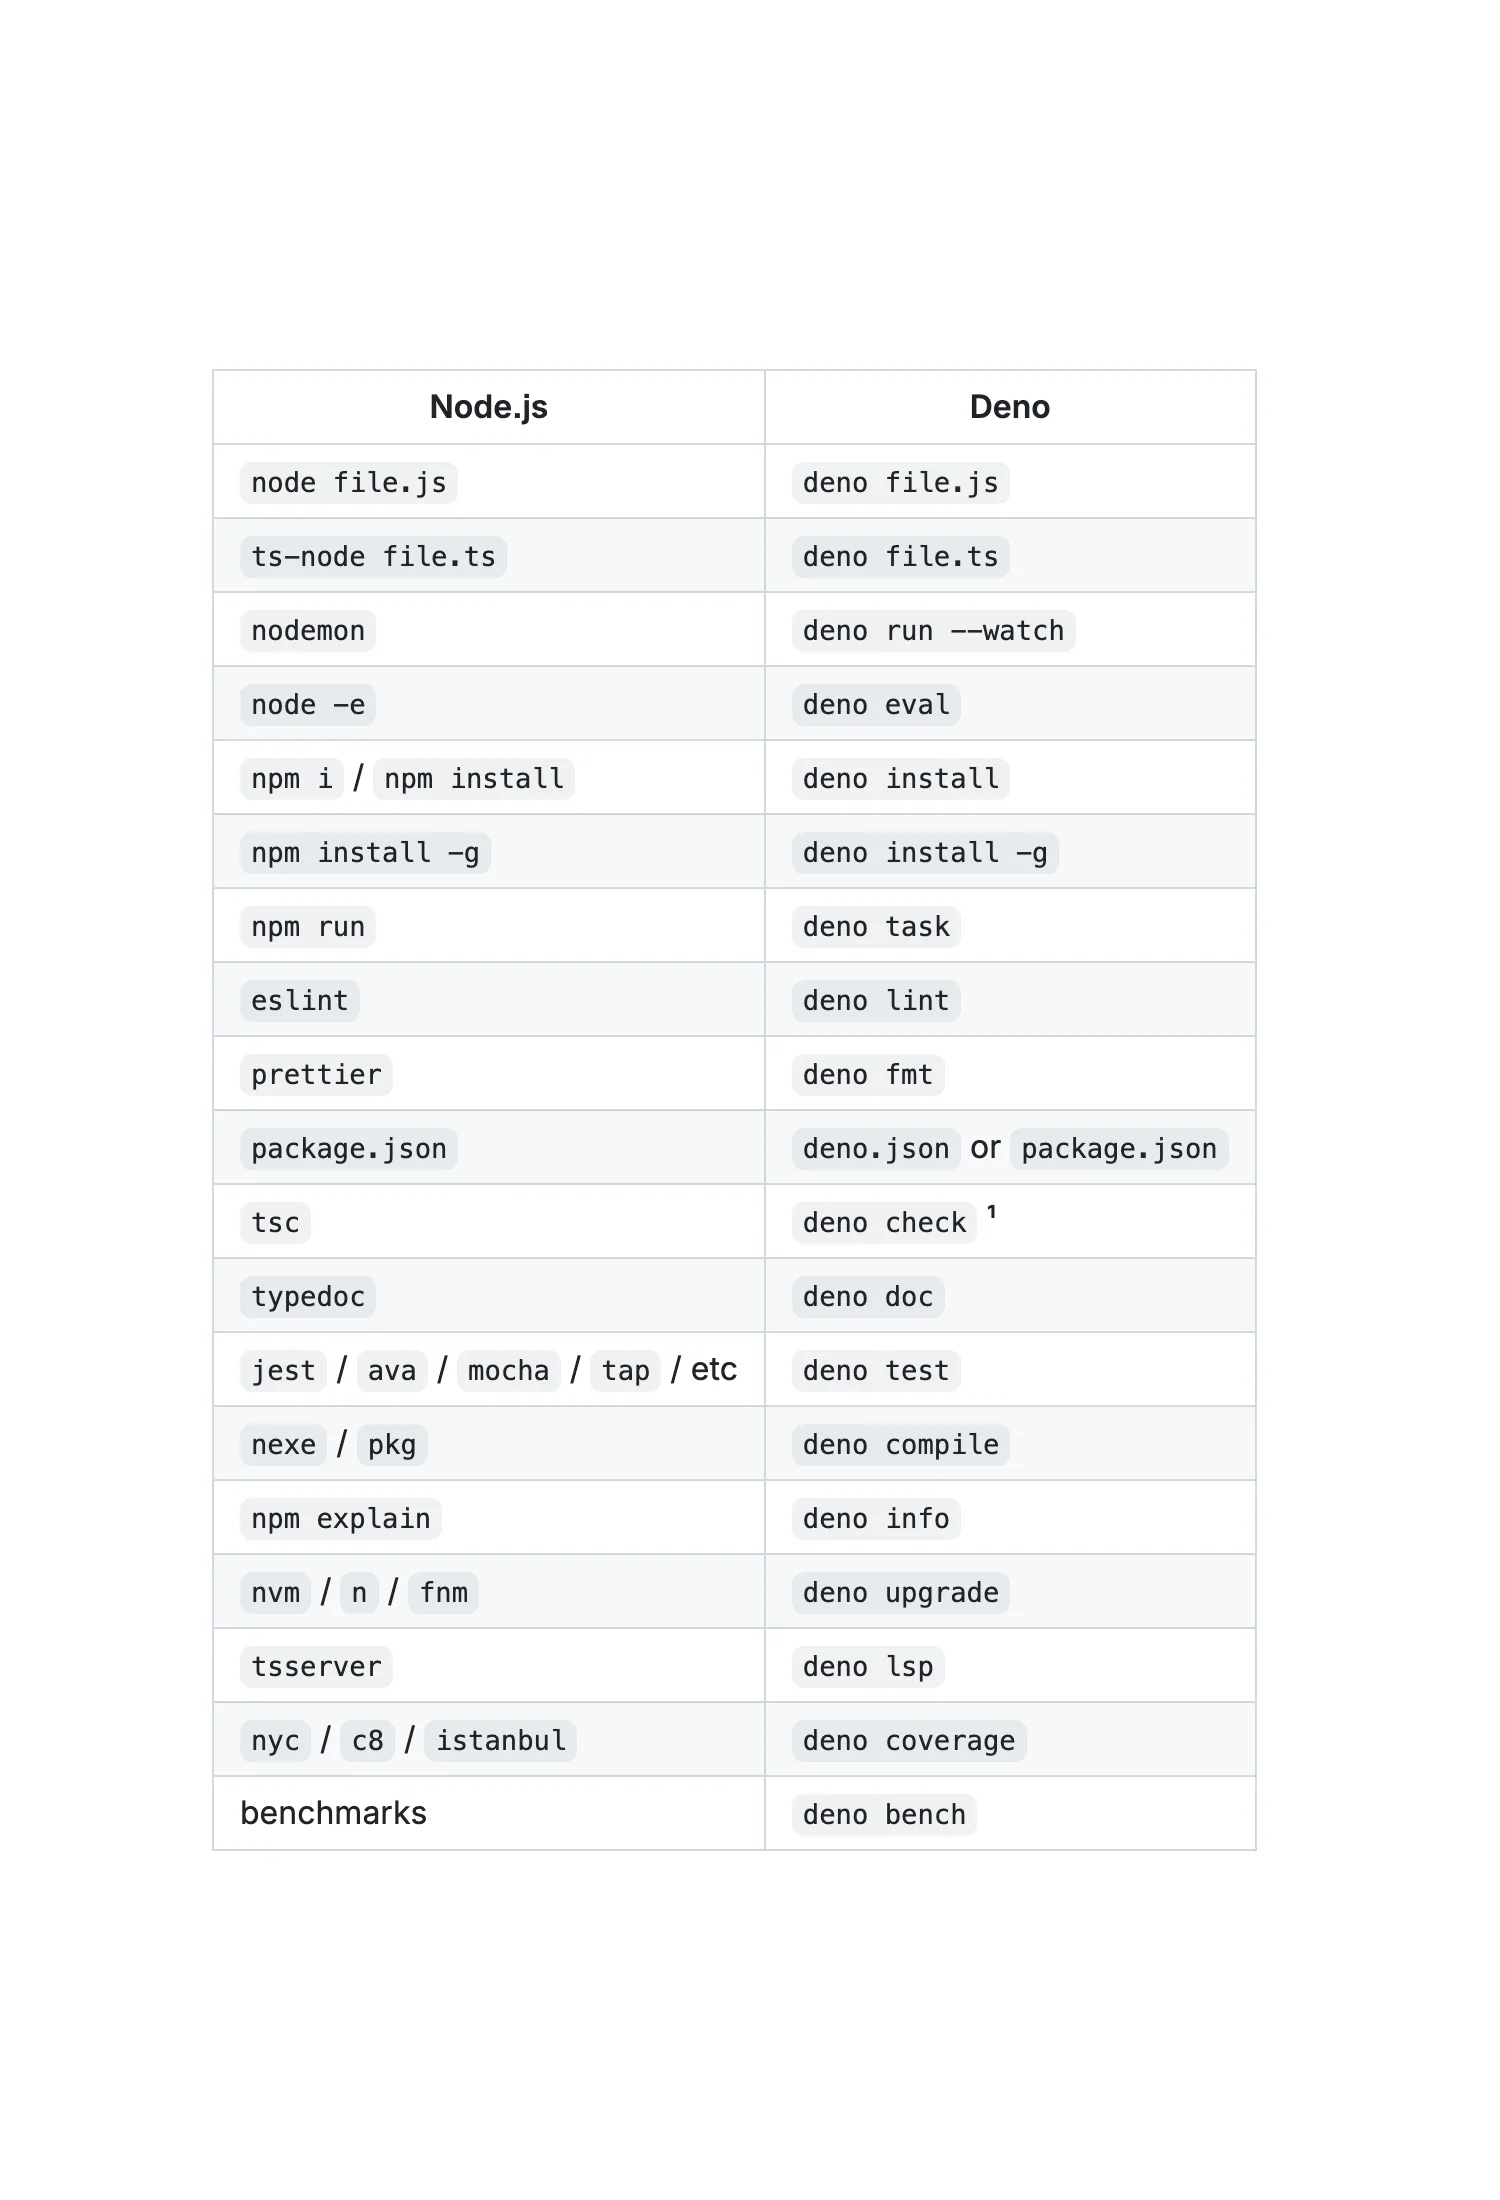 Node.js Deno
node file.js deno file.js
ts-node file.ts deno file.ts
nodemon deno run --watch
node -e deno eval
npm i / npm install deno install
npm install -g deno install -g
npm run deno task
eslint deno lint
prettier deno fmt
package.json deno.json or package.json
tsc deno check ¹
typedoc deno doc
jest / ava / mocha / tap / etc deno test
nexe / pkg deno compile
npm explain deno info
nvm / n / fnm deno upgrade
tsserver deno lsp
nyc / c8 / istanbul deno coverage
benchmarks deno bench